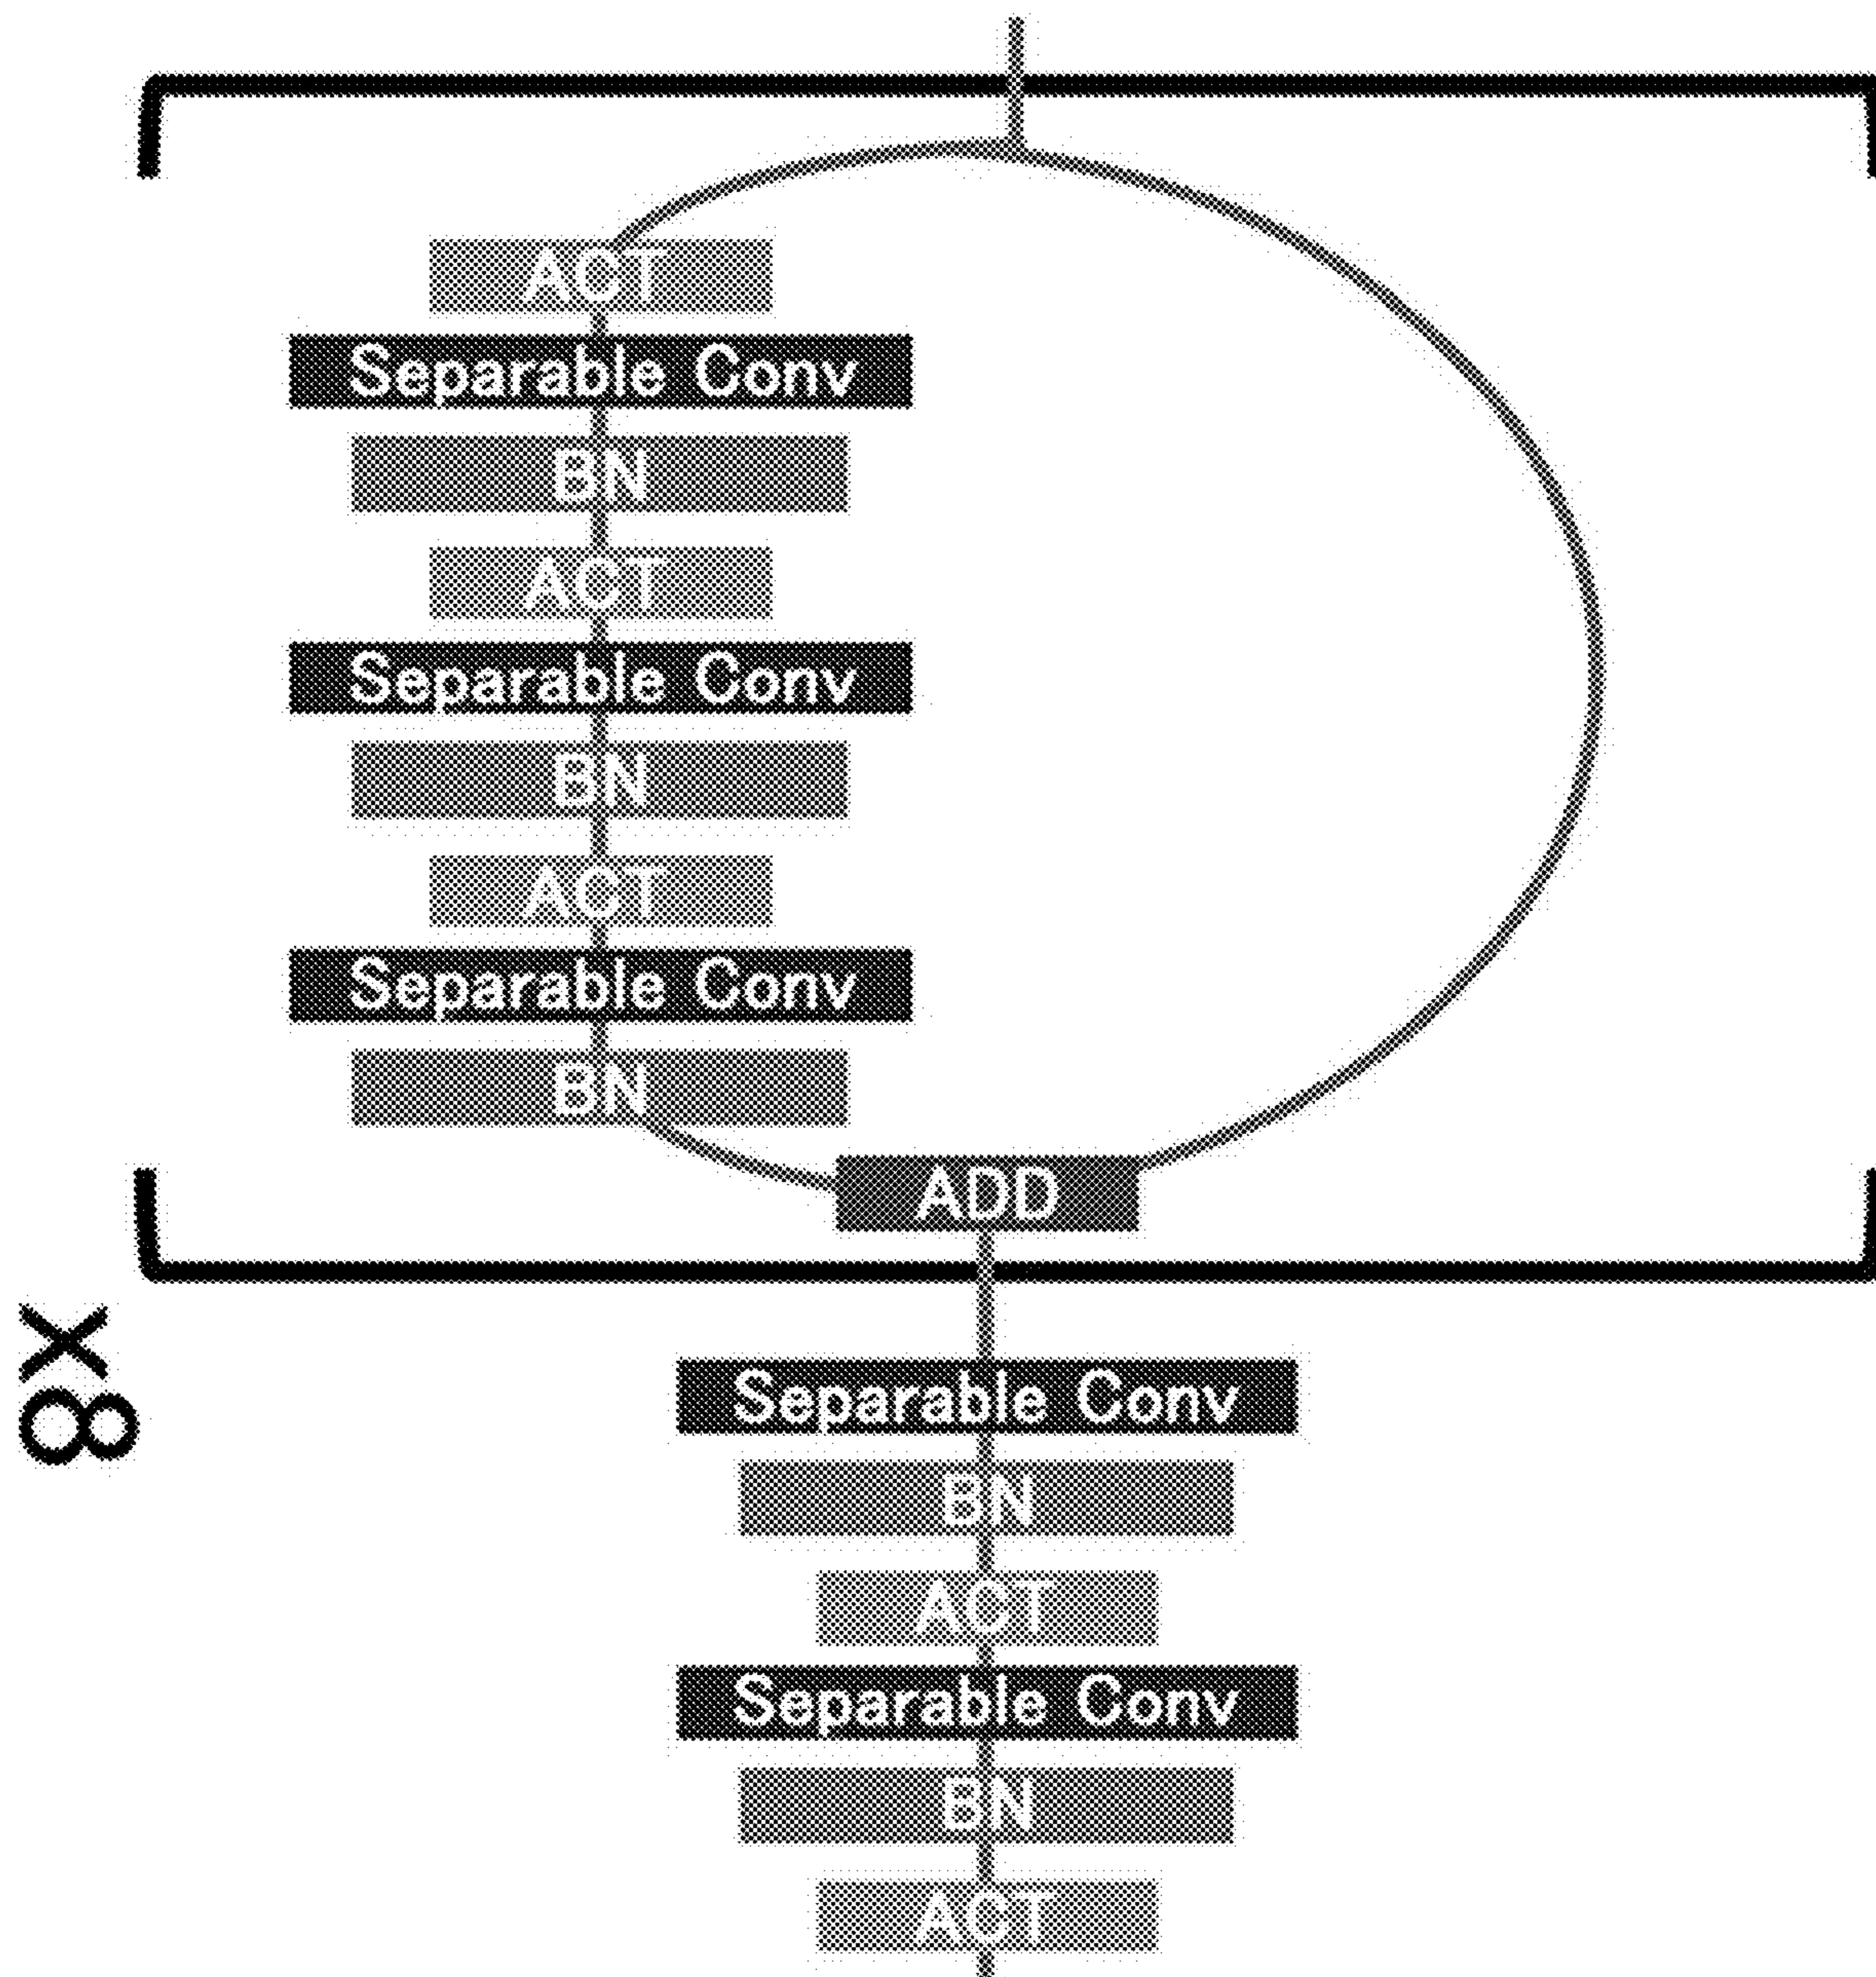 ACT
Separable Conv
BN
ACT
Separable Conv
BN
ACT
Separable Conv
BN
ADD
8X
Separable Conv
BN
ACT
Separable Conv
BN
ACT